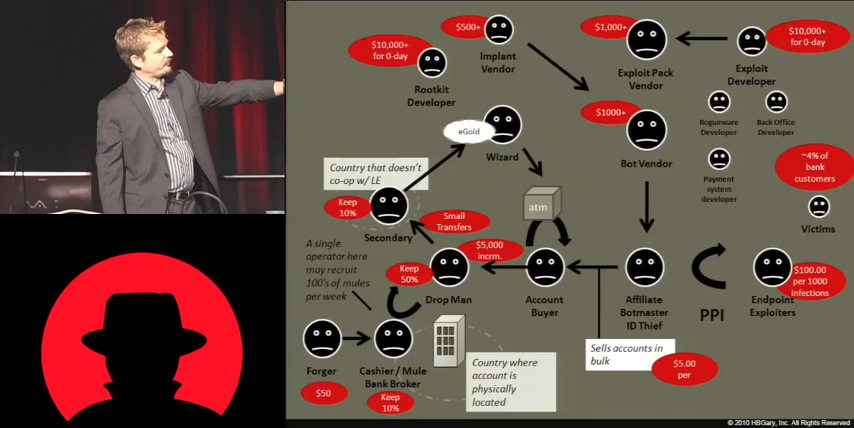 $10,000+
for 0-day
Rootkit
Developer
$500+
Implant
Vendor
$1,000+
Exploit Pack
Vendor
$10,000+
for 0-day
Exploit
Developer
Rogueware
Developer
Back Office
Developer
$1000+
Bot Vendor
Payment
system
developer
~4% of
bank
customers
Victims
eGold
Wizard
Country that doesn't
co-op w/ LE
Keep
10%
Secondary
atm
Small
Transfers
$5,000
incrm.
A single
operator here
may recruit
100's of mules
per week
Keep
50%
Drop Man
Account
Buyer
Affiliate
Botmaster
ID Thief
PPI
$100.00
per 1000
infections
Endpoint
Exploiters
Forger
$50
Cashier / Mule
Bank Broker
Keep
10%
Country where
account is
physically
located
Sells accounts in
bulk
$5.00
per
© 2010 HBGary, Inc. All Rights Reserved